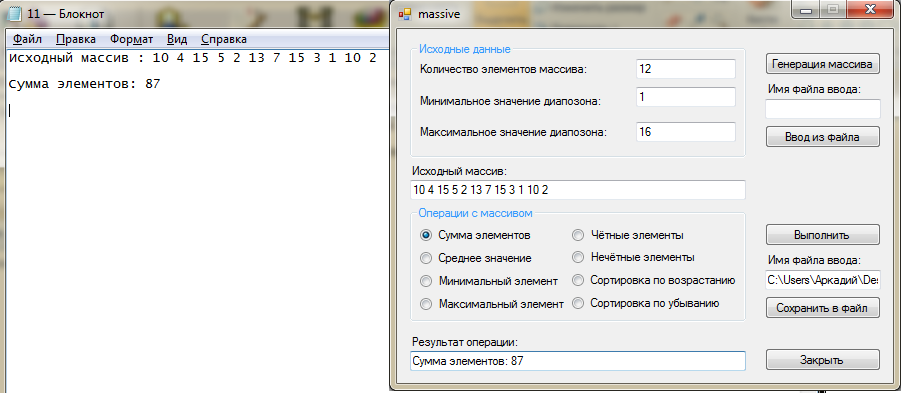 11 — Блокнот
Файл Правка Формат Вид Справка
Исходный массив : 10 4 15 5 2 13 7 15 3 1 10 2
Сумма элементов: 87
massive
Исходные данные
Количество элементов массива: 12
Минимальное значение диапозона: 1
Максимальное значение диапозона: 16
Генерация массива
Имя файла ввода:
Ввод из файла
Исходный массив:
10 4 15 5 2 13 7 15 3 1 10 2
Операции с массивом
Сумма элементов Чётные элементы
Среднее значение Нечётные элементы
Минимальный элемент Сортировка по возрастанию
Максимальный элемент Сортировка по убыванию
Выполнить
Имя файла ввода:
C:\Users\Аркадий\Des
Сохранить в файл
Результат операции:
Сумма элементов: 87
Закрыть